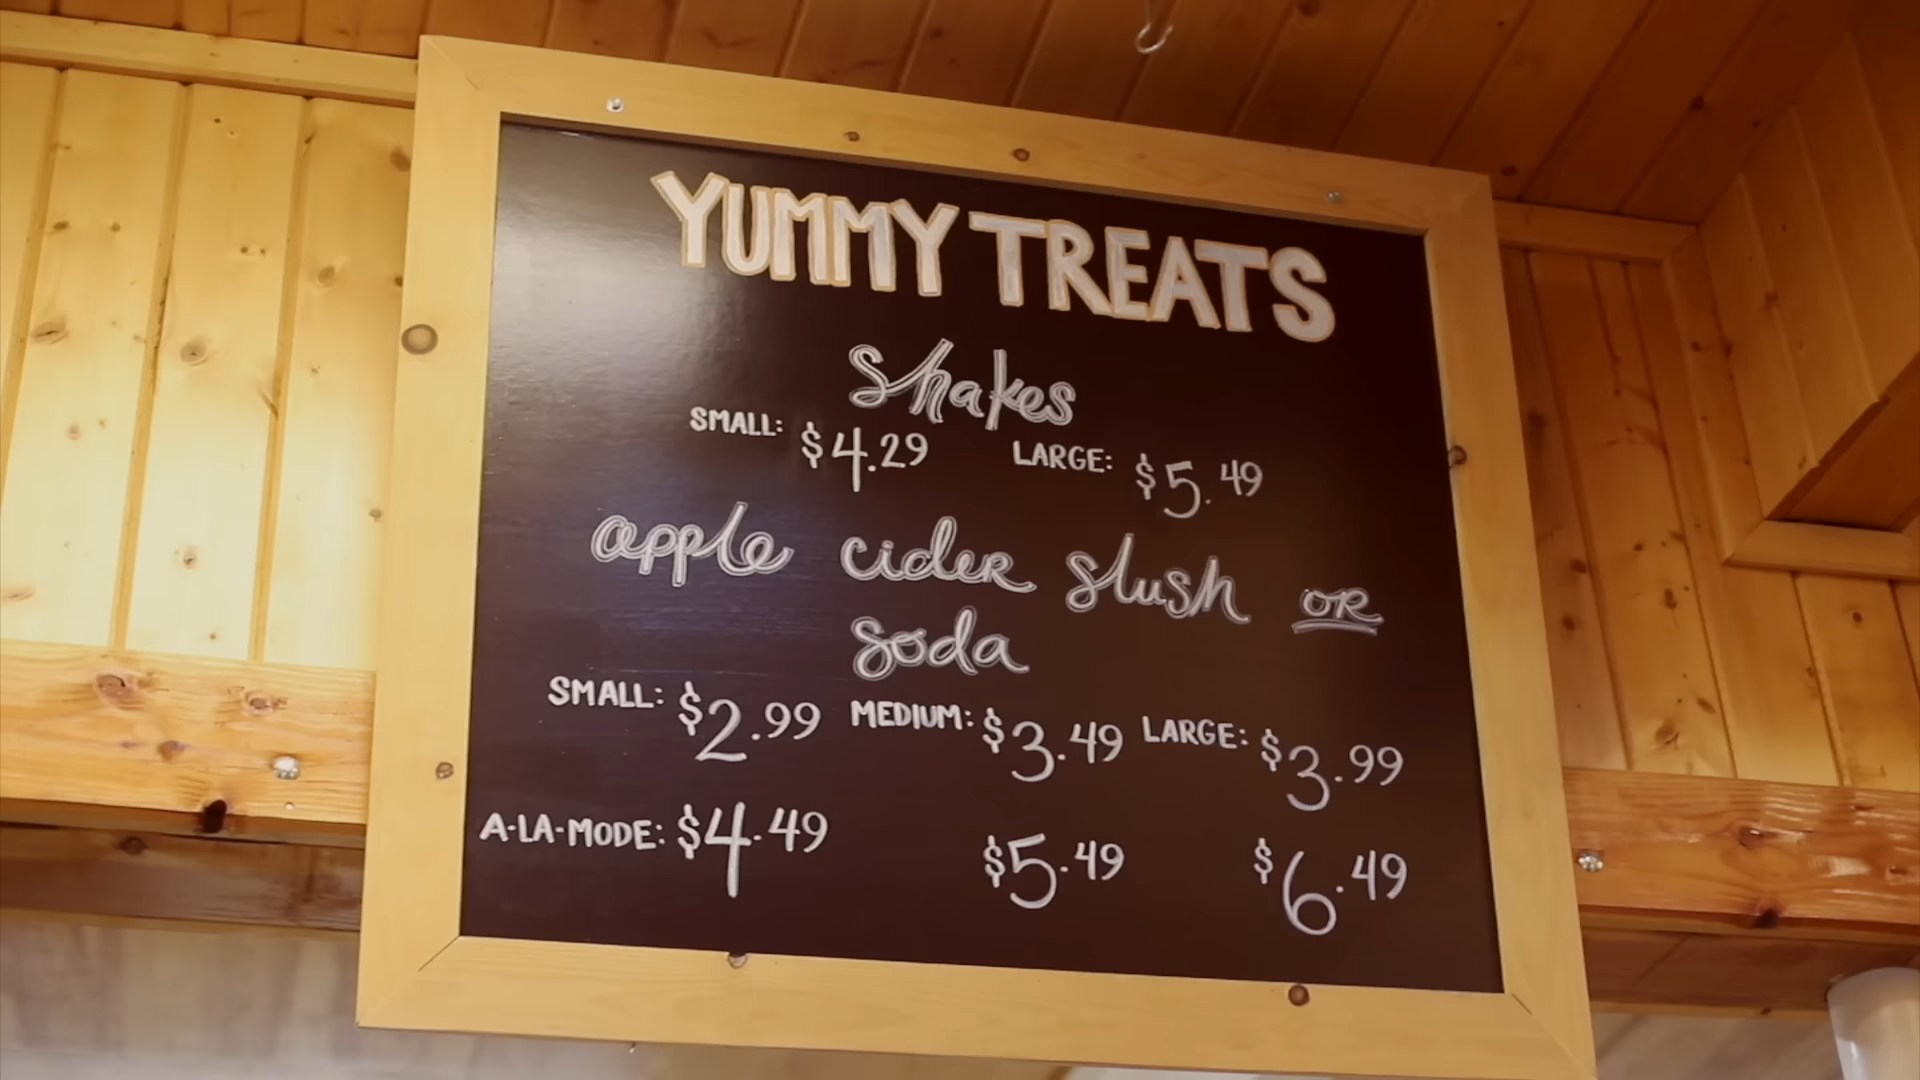 YUMMY TREATS
shakes
SMALL: $4.29 LARGE: $5.49
apple cider slush OR
soda
SMALL: $2.99 MEDIUM: $3.49 LARGE: $3.99
A-LA-MODE: $4.49 $5.49 $6.49